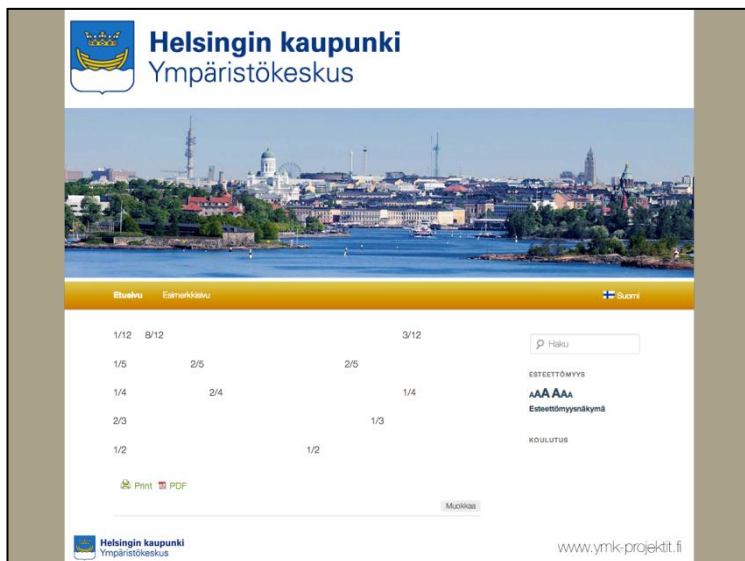 Helsingin kaupunki
Ympäristökeskus
Etusivu Esimerkkisivu Suomi
1/12 8/12 3/12
1/5 2/5 2/5
1/4 2/4 1/4
2/3 1/3
1/2 1/2
Print PDF
Muokkaa
Haku
ESTEETTÖMYYS
AAA AAA
Esteettömyysnäkymä
KOULUTUS
Helsingin kaupunki
Ympäristökeskus
www.ymk-projektit.fi